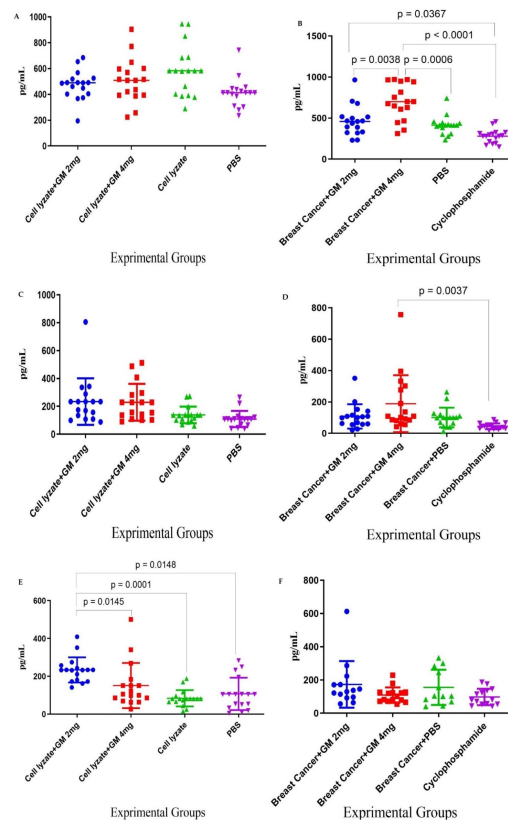 A
1000
800
600
400
200
0
pg/mL
Cell lyzate+GM 2mg
Cell lyzate+GM 4mg
Cell lyzate
PBS
Exprimental Groups
B
p = 0.0367
p < 0.0001
p = 0.0038
p = 0.0006
1500
1000
500
0
pg/mL
Breast Cancer+GM 2mg
Breast Cancer+GM 4mg
PBS
Cyclophosphamide
Exprimental Groups
C
1000
800
600
400
200
0
pg/mL
Cell lyzate+GM 2mg
Cell lyzate+GM 4mg
Cell lyzate
PBS
Exprimental Groups
D
p = 0.0037
800
600
400
200
0
pg/mL
Breast Cancer+GM 2mg
Breast Cancer+GM 4mg
Breast Cancer+PBS
Cyclophosphamide
Exprimental Groups
E
p = 0.0148
p = 0.0001
p = 0.0145
600
400
200
0
pg/mL
Cell lyzate+GM 2mg
Cell lyzate+GM 4mg
Cell lyzate
PBS
Exprimental Groups
F
800
600
400
200
0
pg/mL
Breast Cancer+GM 2mg
Breast Cancer+GM 4mg
Breast Cancer+PBS
Cyclophosphamide
Exprimental Groups